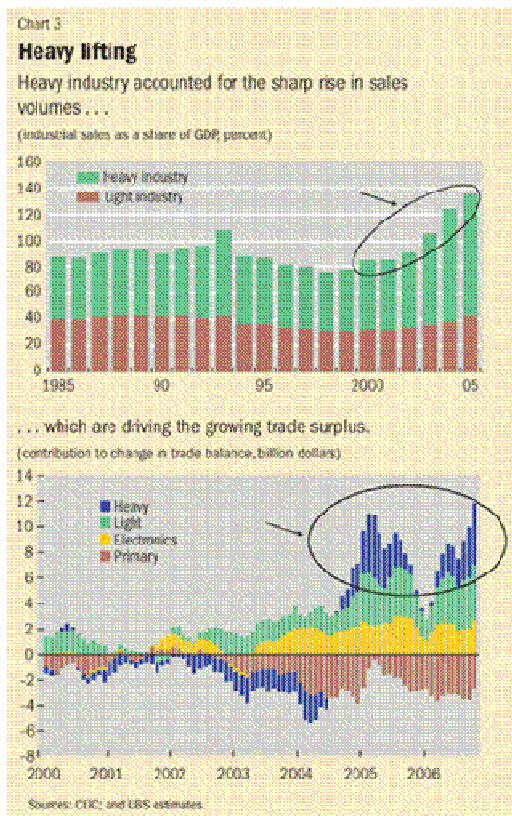 Chart 3
Heavy lifting
Heavy industry accounted for the sharp rise in sales
volumes . . .
(industrial sales as a share of GDP, percent)
160
140
120
100
80
60
40
20
0
Heavy industry
Light industry
1985 90 95 2000 05
. . . which are driving the growing trade surplus.
(contribution to change in trade balance, billion dollars)
14
12
10
8
6
4
2
0
-2
-4
-6
-8
Heavy
Light
Electronics
Primary
2000 2001 2002 2003 2004 2005 2006
Sources: and UBS estimates.